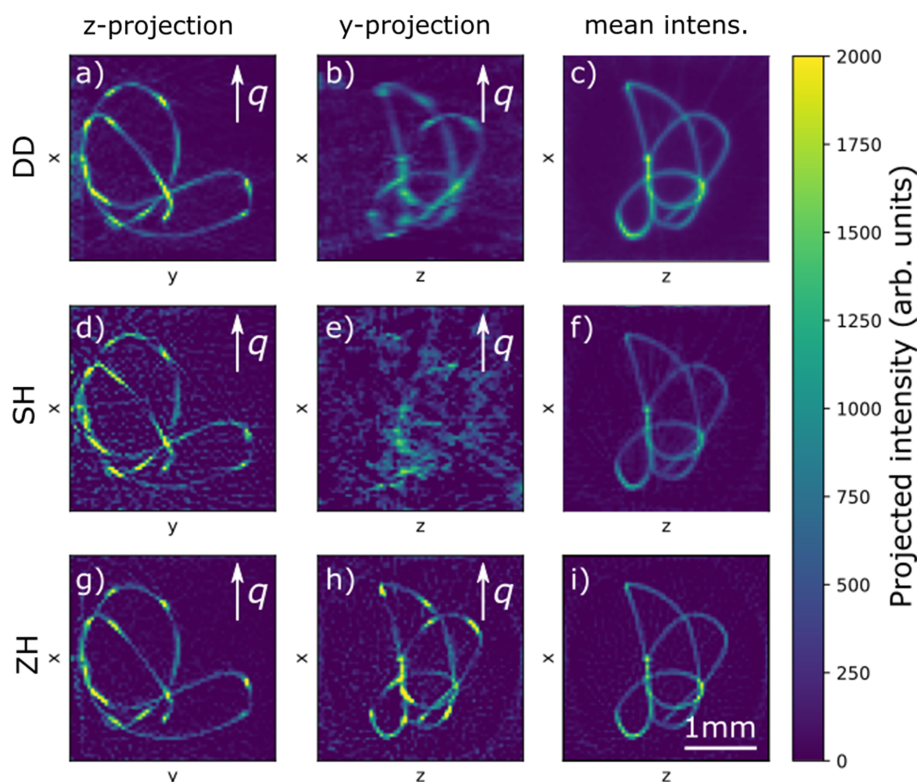 z-projection y-projection mean intens.
a) q b) q c)
DD x x x
y z z
d) q e) q f)
SH x x x
y z z
g) q h) q i)
ZH x x x
1mm
y z z
2000
1750
1500
1250
1000
750
500
250
0
Projected intensity (arb. units)